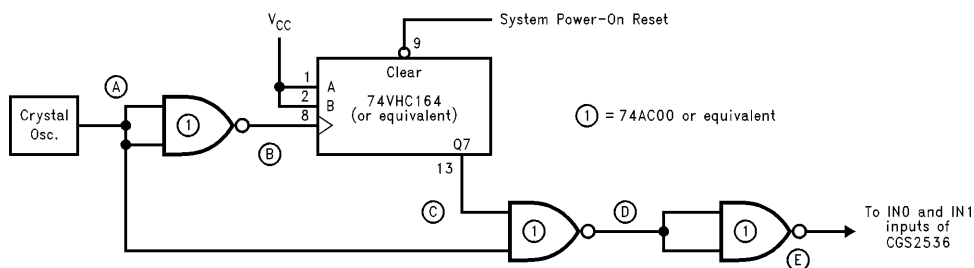 System Power-On Reset
VCC
9
Clear
1 A
2 B
8
74VHC164
(or equivalent)
Q7
13
A
Crystal
Osc.
1
B
1 = 74AC00 or equivalent
C
1
D
1
E
To IN0 and IN1
inputs of
CGS2536